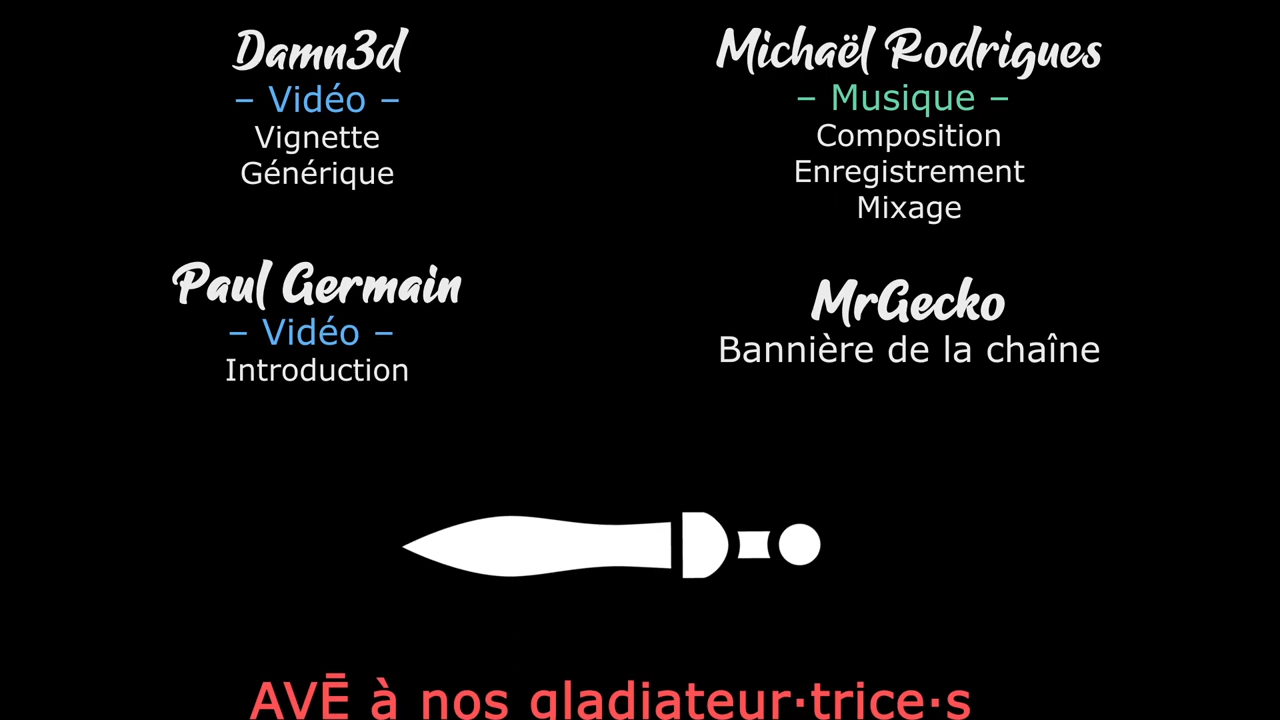 Damn3d
– Vidéo –
Vignette
Générique
Michaël Rodrigues
– Musique –
Composition
Enregistrement
Mixage
Paul Germain
– Vidéo –
Introduction
MrGecko
Bannière de la chaîne
AVĒ à nos gladiateur·trice·s